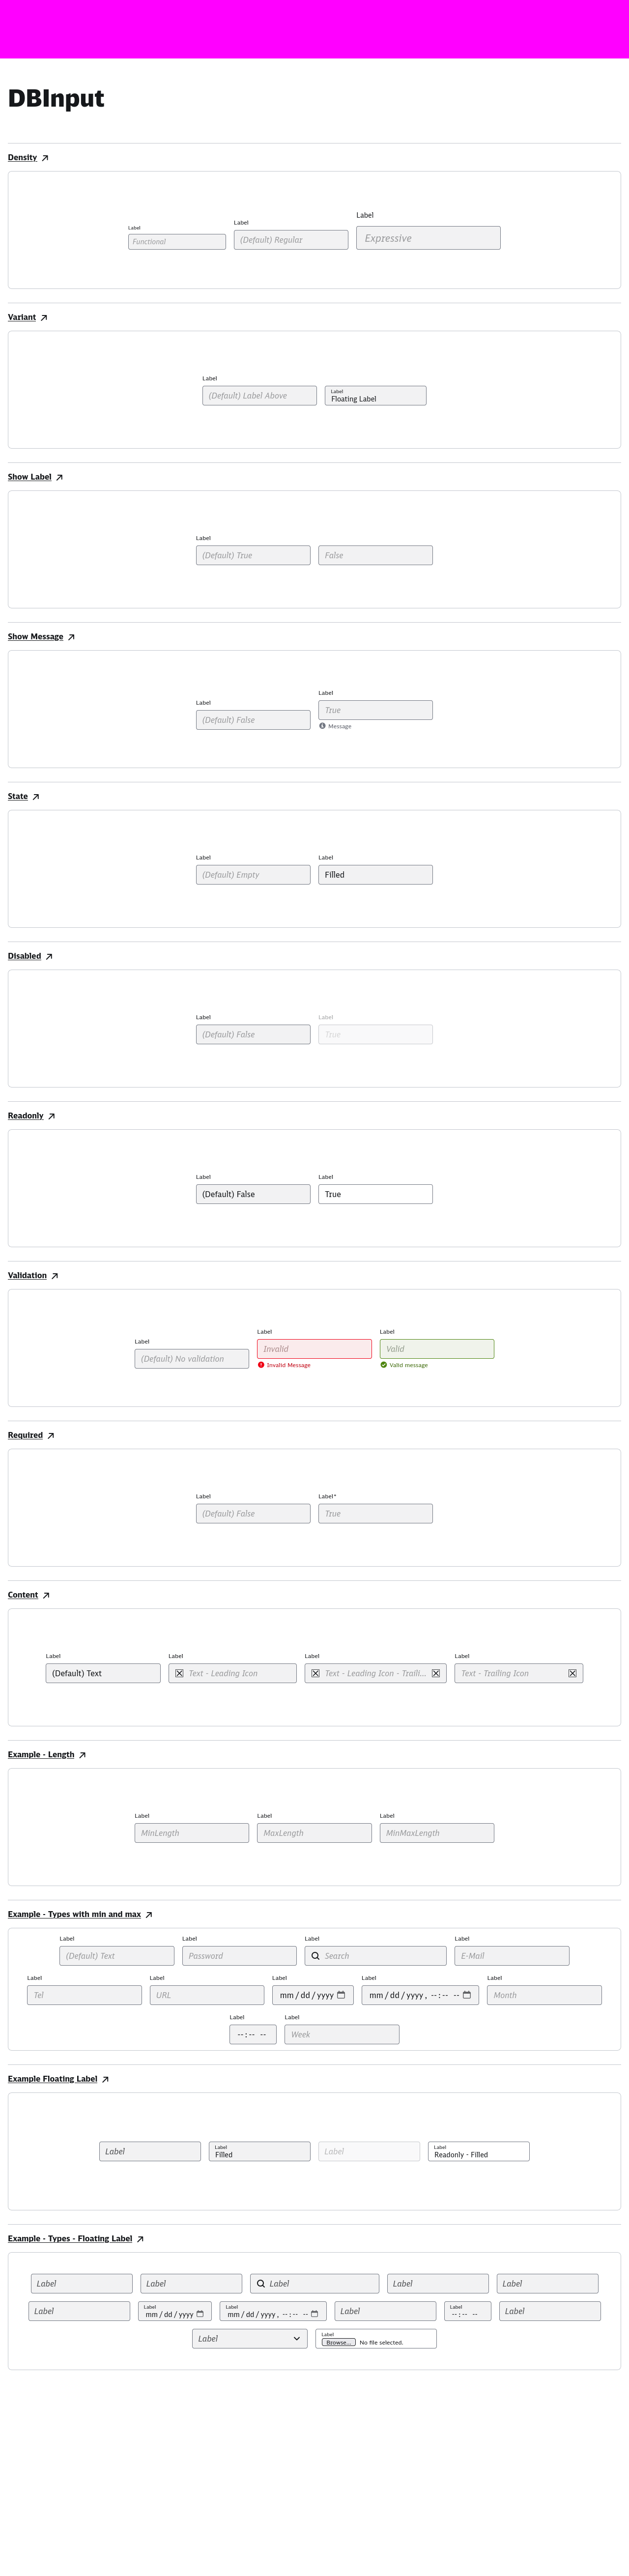 DBInput
Density
Label
Label
Label
Functional
(Default) Regular
Expressive
Variant
Label
(Default) Label Above
Label
Floating Label
Show Label
Label
(Default) True
False
Show Message
Label
Label
(Default) False
True
Message
State
Label
Label
(Default) Empty
Filled
Disabled
Label
Label
(Default) False
True
Readonly
Label
Label
(Default) False
True
Validation
Label
Label
Label
(Default) No validation
Invalid
Valid
Invalid Message
Valid message
Required
Label
Label*
(Default) False
True
Content
Label
Label
Label
Label
(Default) Text
Text - Leading Icon
Text - Leading Icon - Traili...
Text - Trailing Icon
Example - Length
Label
Label
Label
MinLength
MaxLength
MinMaxLength
Example - Types with min and max
Label
Label
Label
Label
(Default) Text
Password
Search
E-Mail
Label
Label
Label
Label
Label
Tel
URL
mm / dd / yyyy
mm / dd / yyyy , -- : -- --
Month
Label
Label
-- : -- --
Week
Example Floating Label
Label
Label
Filled
Label
Label
Readonly - Filled
Example - Types - Floating Label
Label
Label
Label
Label
Label
Label
Label
mm / dd / yyyy
Label
mm / dd / yyyy , -- : -- --
Label
Label
-- : -- --
Label
Label
Label
Browse... No file selected.